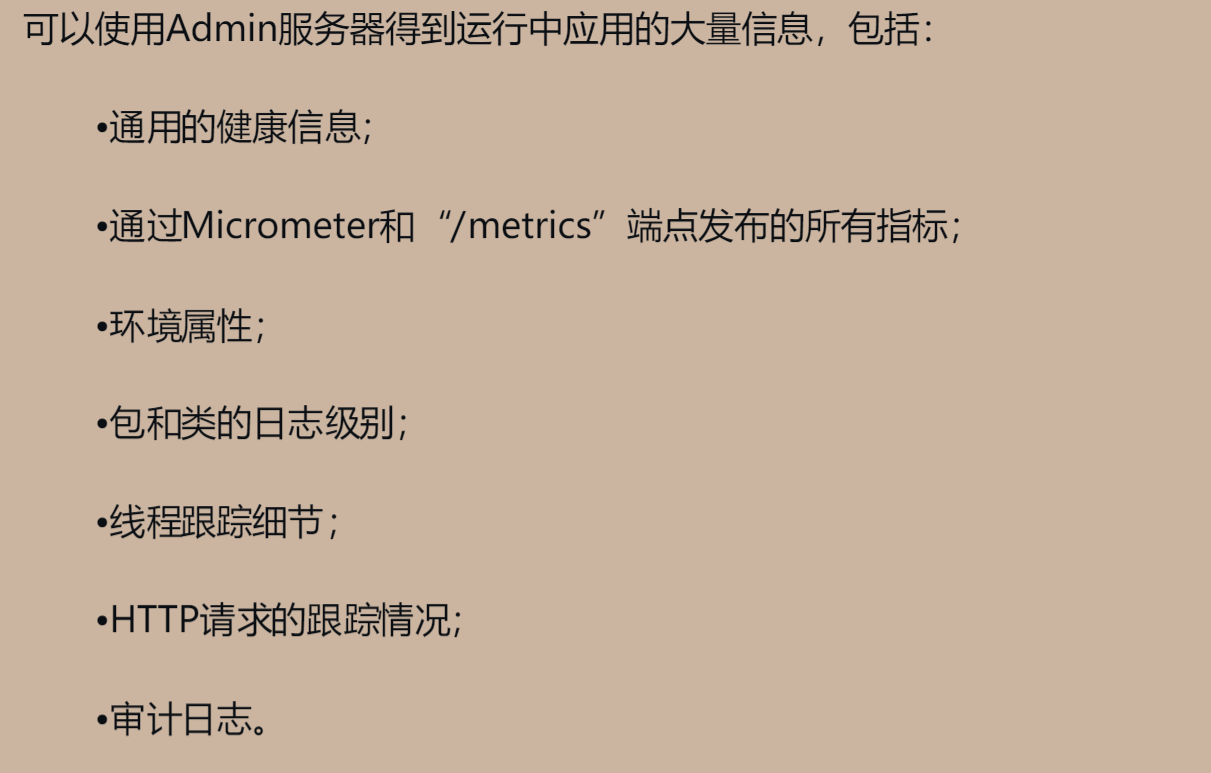 可以使用Admin服务器得到运行中应用的大量信息，包括：
•通用的健康信息；
•通过Micrometer和“/metrics”端点发布的所有指标；
•环境属性；
•包和类的日志级别；
•线程跟踪细节；
•HTTP请求的跟踪情况；
•审计日志。